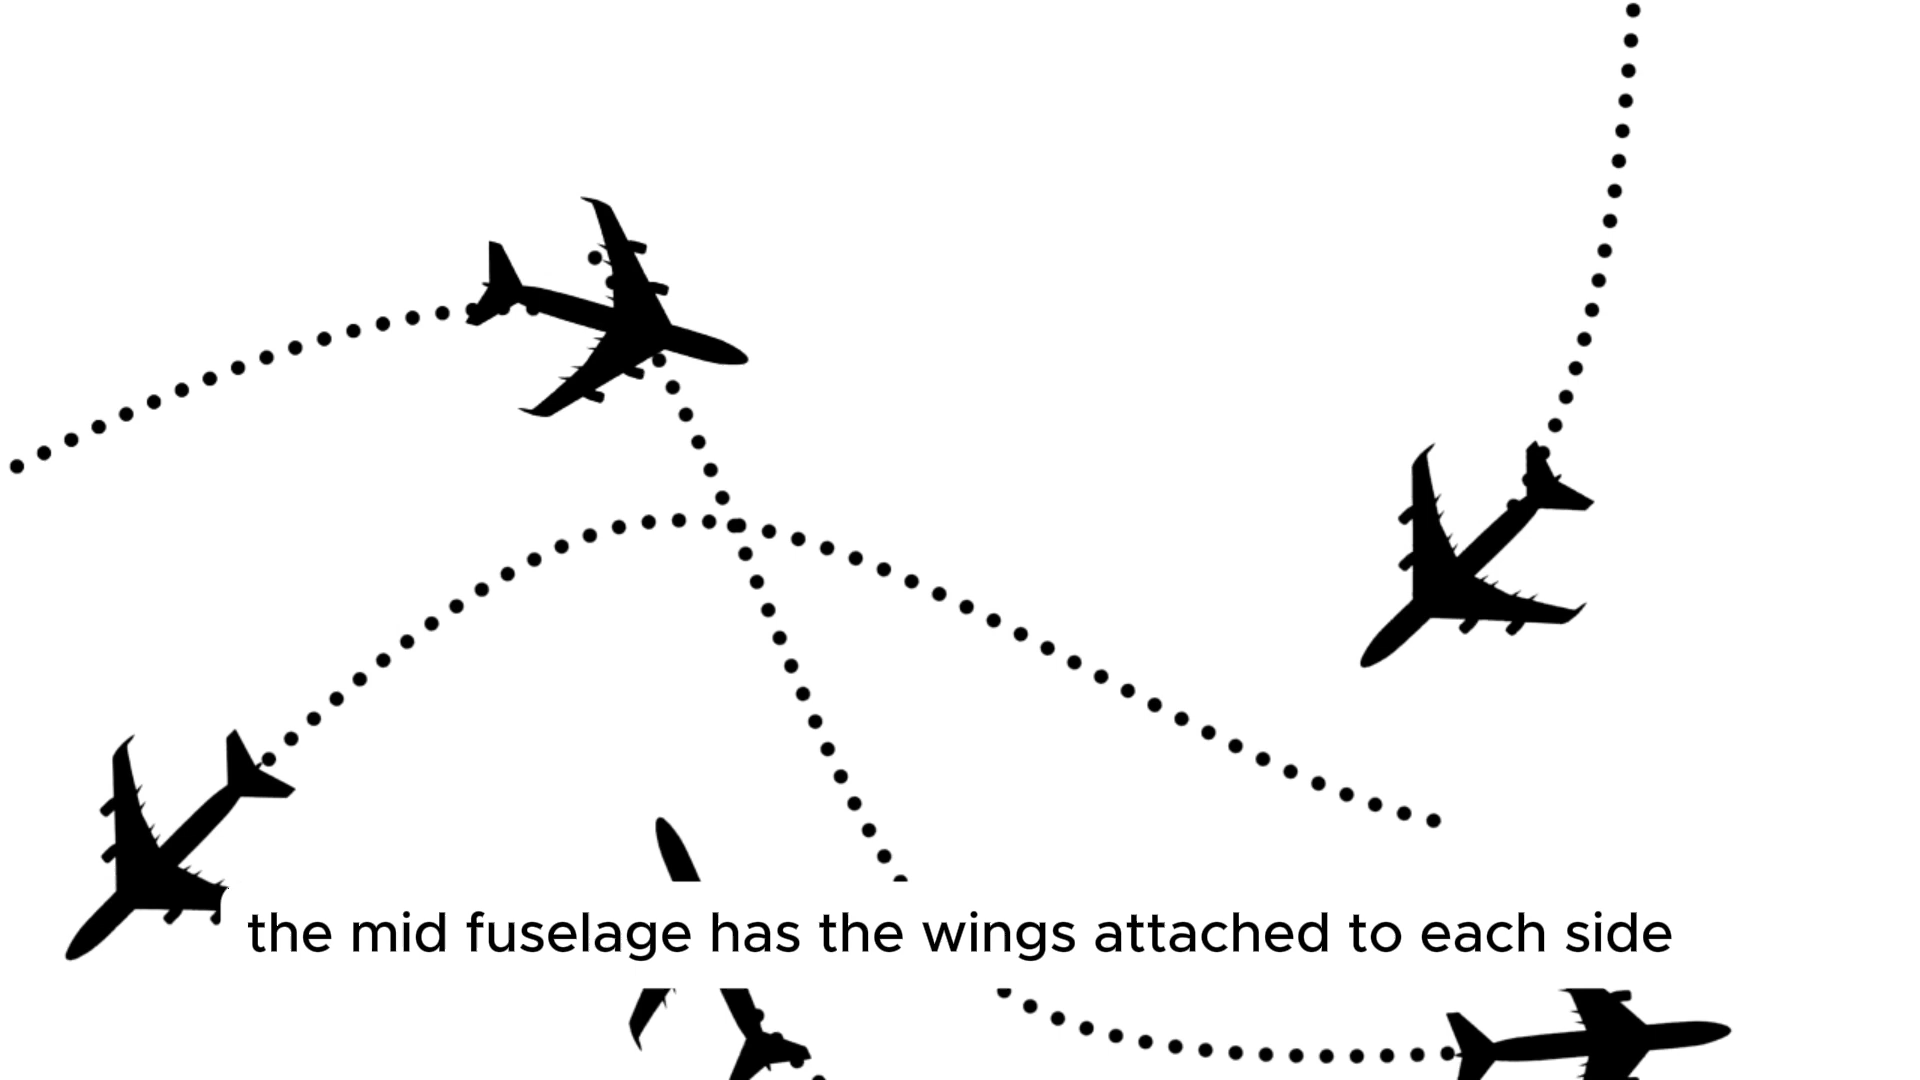 the mid fuselage has the wings attached to each side